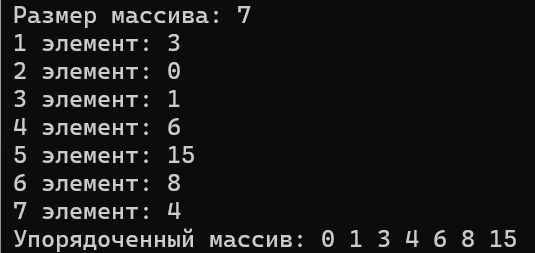 Размер массива: 7
1 элемент: 3
2 элемент: 0
3 элемент: 1
4 элемент: 6
5 элемент: 15
6 элемент: 8
7 элемент: 4
Упорядоченный массив: 0 1 3 4 6 8 15